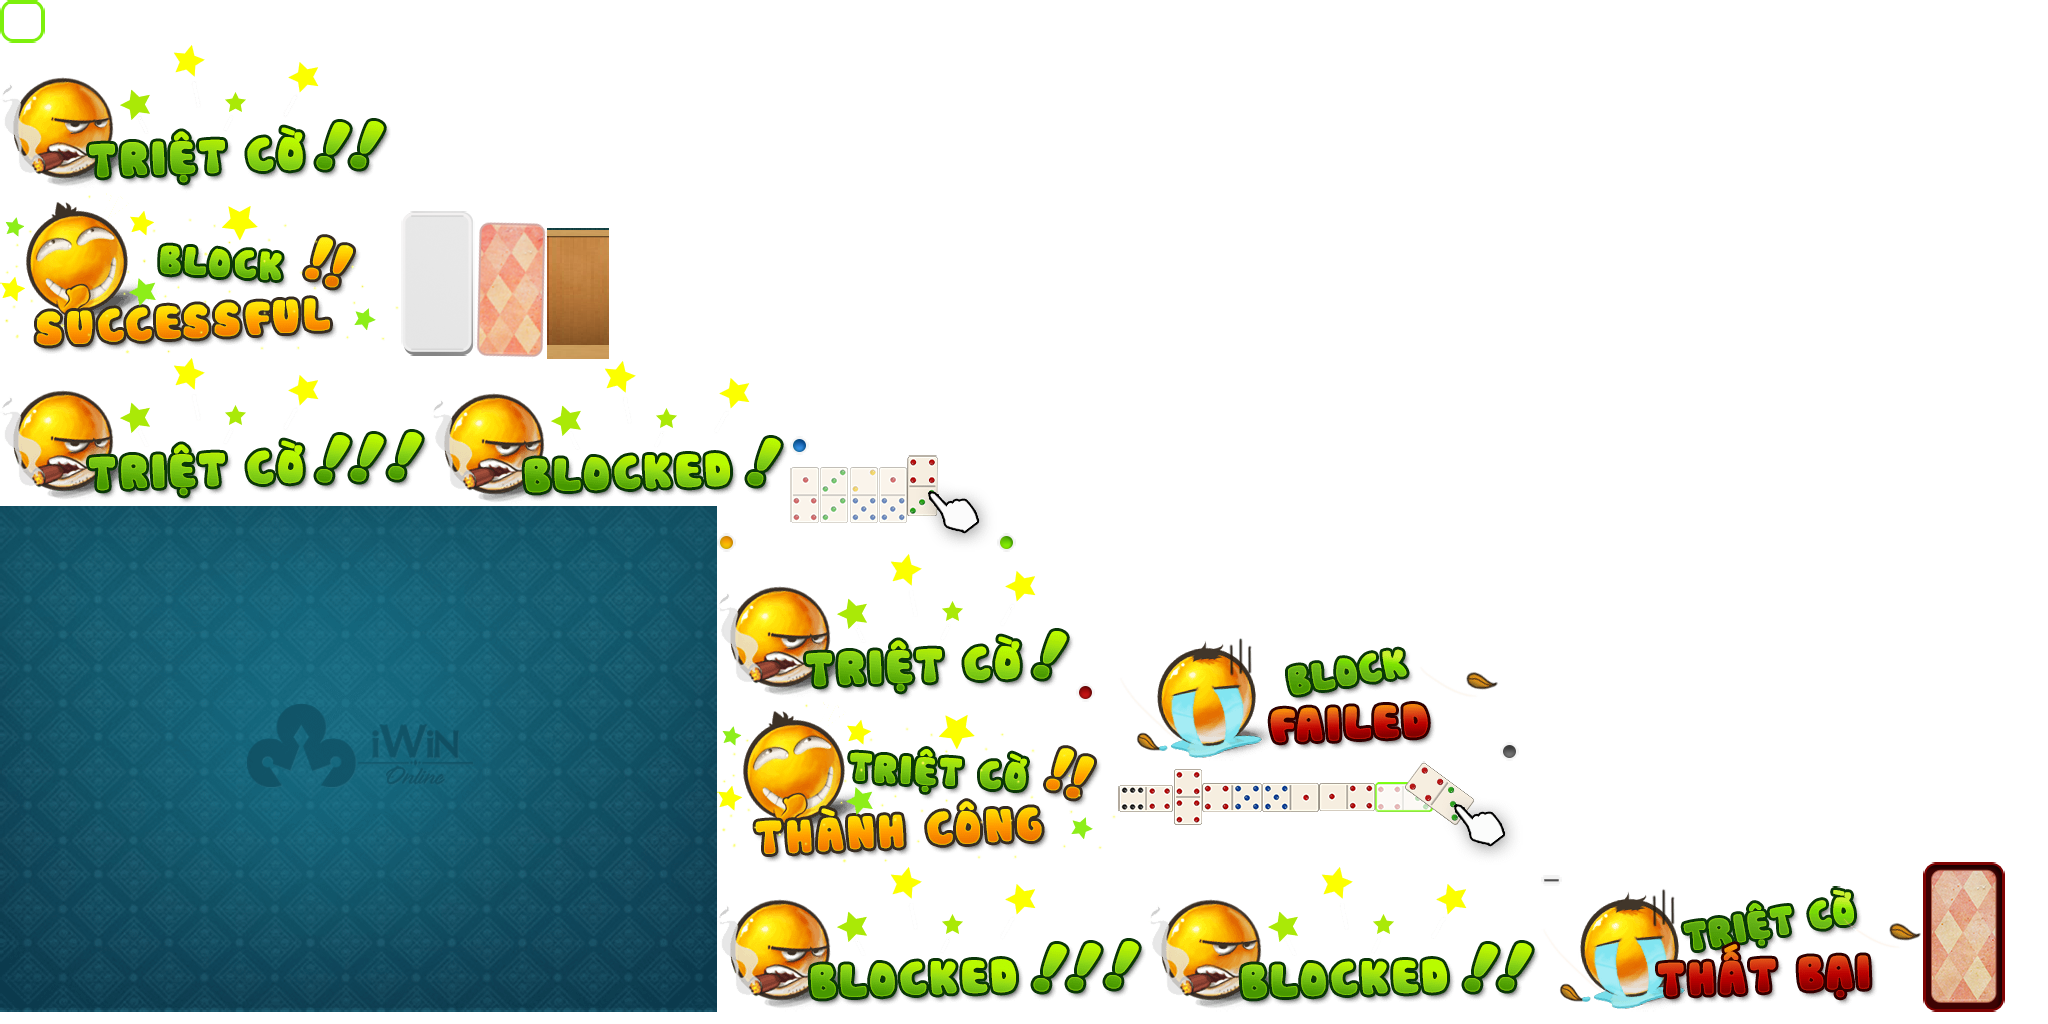 TRIỆT CỜ!!
BLOCK !!
SUCCESSFUL
TRIỆT CỜ!!!
BLOCKED!
iWiN
Online
TRIỆT CỜ!
BLOCK
FAILED
TRIỆT CỜ !!
THÀNH CÔNG
BLOCKED!!!
BLOCKED!!
TRIỆT CỜ
THẤT BẠI